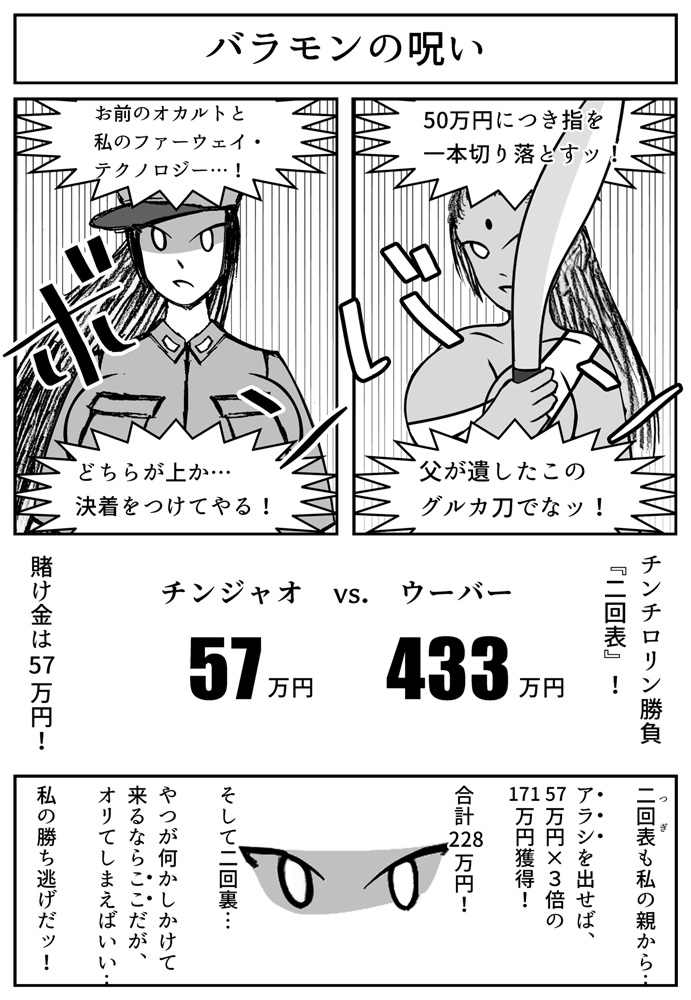 バラモンの呪い
50万円につき指を
一本切り落とすッ！
父が遺したこの
グルカ刀でなッ！
お前のオカルトと
私のファーウェイ・
テクノロジー…！
ボ
どちらが上か…
決着をつけてやる！
チンチロリン勝負
『二回表』！
チンジャオ vs. ウーバー
57万円 433万円
賭け金は57万円！
二回表も私の親から…
つぎ
アラシを出せば、
57万円×３倍の
171万円獲得！
合計228万円！
そして二回裏…
やつが何かしかけて
来るならここだが、
オリてしまえばいい…
私の勝ち逃げだッ！